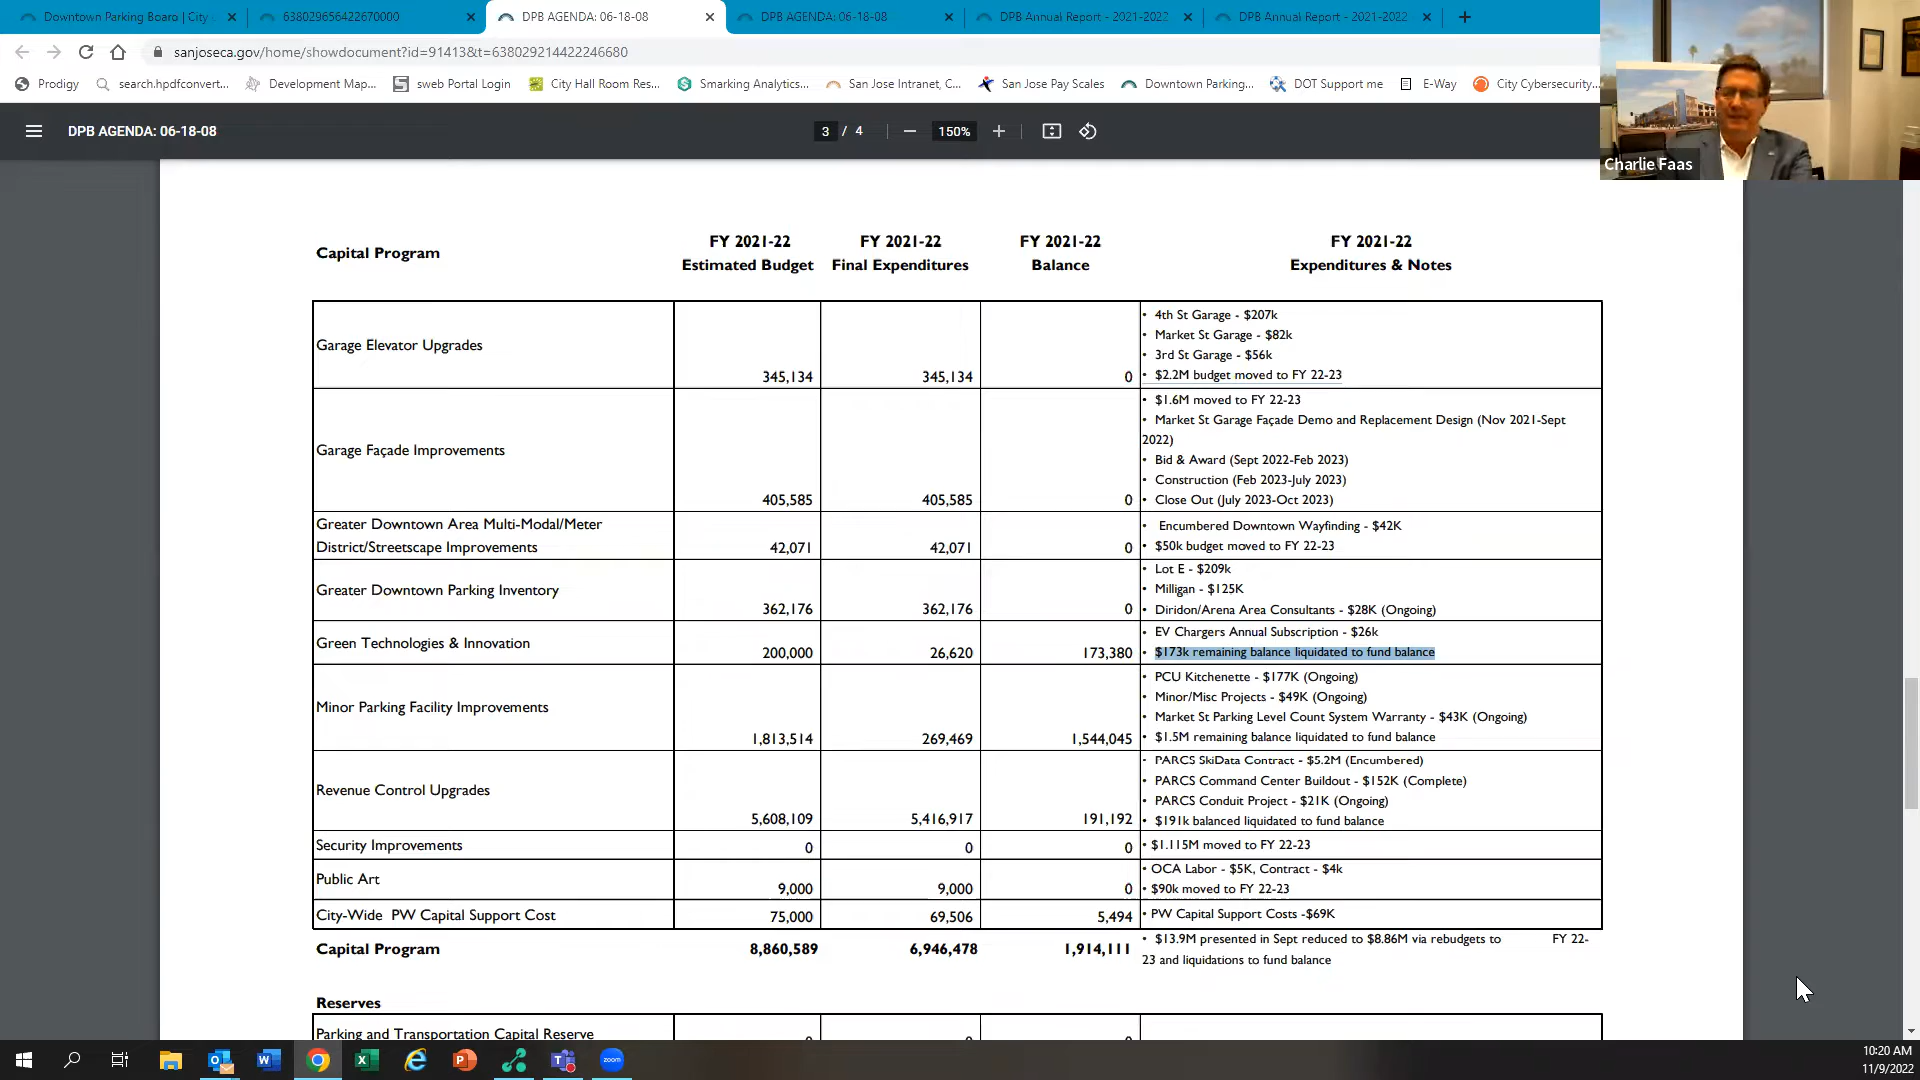 Downtown Parking Board | City
638029656422670000
DPB AGENDA: 06-18-08
DPB AGENDA: 06-18-08
DPB Annual Report - 2021-2022
DPB Annual Report - 2021-2022
sanjoseca.gov/home/showdocument?id=91413&t=638029214422246680
Prodigy
search.hpdfconvert...
Development Map...
sweb Portal Login
City Hall Room Res...
Smarking Analytics...
San Jose Intranet, C...
San Jose Pay Scales
Downtown Parking...
DOT Support me
E-Way
City Cybersecurity...
DPB AGENDA: 06-18-08
3 / 4
150%
Charlie Faas
Capital Program
FY 2021-22
Estimated Budget
FY 2021-22
Final Expenditures
FY 2021-22
Balance
FY 2021-22
Expenditures & Notes
Garage Elevator Upgrades
345,134
345,134
0
• 4th St Garage - $207k
• Market St Garage - $82k
• 3rd St Garage - $56k
• $2.2M budget moved to FY 22-23
Garage Façade Improvements
405,585
405,585
0
• $1.6M moved to FY 22-23
• Market St Garage Façade Demo and Replacement Design (Nov 2021-Sept
2022)
• Bid & Award (Sept 2022-Feb 2023)
• Construction (Feb 2023-July 2023)
• Close Out (July 2023-Oct 2023)
Greater Downtown Area Multi-Modal/Meter
District/Streetscape Improvements
42,071
42,071
0
• Encumbered Downtown Wayfinding - $42K
• $50k budget moved to FY 22-23
Greater Downtown Parking Inventory
362,176
362,176
0
• Lot E - $209k
• Milligan - $125K
• Diridon/Arena Area Consultants - $28K (Ongoing)
Green Technologies & Innovation
200,000
26,620
173,380
• EV Chargers Annual Subscription - $26k
• $173k remaining balance liquidated to fund balance
Minor Parking Facility Improvements
1,813,514
269,469
1,544,045
• PCU Kitchenette - $177K (Ongoing)
• Minor/Misc Projects - $49K (Ongoing)
• Market St Parking Level Count System Warranty - $43K (Ongoing)
• $1.5M remaining balance liquidated to fund balance
Revenue Control Upgrades
5,608,109
5,416,917
191,192
• PARCS SkiData Contract - $5.2M (Encumbered)
• PARCS Command Center Buildout - $152K (Complete)
• PARCS Conduit Project - $21K (Ongoing)
• $191k balanced liquidated to fund balance
Security Improvements
0
0
0
• $1.115M moved to FY 22-23
Public Art
9,000
9,000
0
• OCA Labor - $5K, Contract - $4k
• $90k moved to FY 22-23
City-Wide PW Capital Support Cost
75,000
69,506
5,494
• PW Capital Support Costs -$69K
Capital Program
8,860,589
6,946,478
1,914,111
• $13.9M presented in Sept reduced to $8.86M via rebudgets to FY 22-
23 and liquidations to fund balance
Reserves
Parking and Transportation Capital Reserve
zoom
10:20 AM
11/9/2022